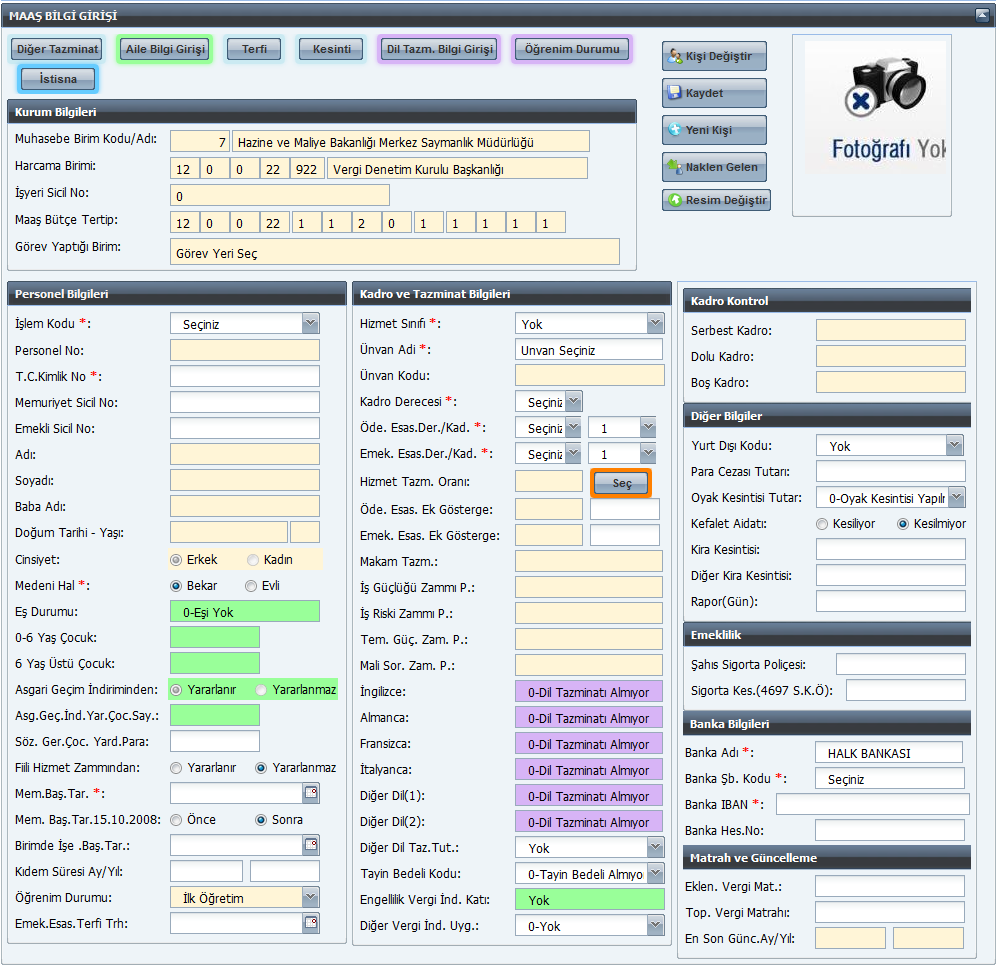 MAAŞ BİLGİ GİRİŞİ
Diğer Tazminat Aile Bilgi Girişi Terfi Kesinti Dil Tazm. Bilgi Girişi Öğrenim Durumu
İstisna
Kişi Değiştir
Kaydet
Yeni Kişi
Naklen Gelen
Resim Değiştir
Fotoğrafı Yok
Kurum Bilgileri
Muhasebe Birim Kodu/Adı: 7 Hazine ve Maliye Bakanlığı Merkez Saymanlık Müdürlüğü
Harcama Birimi: 12 0 0 22 922 Vergi Denetim Kurulu Başkanlığı
İşyeri Sicil No: 0
Maaş Bütçe Tertip: 12 0 0 22 1 1 2 0 1 1 1 1 1
Görev Yaptığı Birim: Görev Yeri Seç
Personel Bilgileri
İşlem Kodu *: Seçiniz
Personel No:
T.C.Kimlik No *:
Memuriyet Sicil No:
Emekli Sicil No:
Adı:
Soyadı:
Baba Adı:
Doğum Tarihi - Yaşı:
Cinsiyet: Erkek Kadın
Medeni Hal *: Bekar Evli
Eş Durumu: 0-Eşi Yok
0-6 Yaş Çocuk:
6 Yaş Üstü Çocuk:
Asgari Geçim İndiriminden: Yararlanır Yararlanmaz
Asg.Geç.İnd.Yar.Çoc.Say.:
Söz. Ger.Çoc. Yard.Para:
Fiili Hizmet Zammından: Yararlanır Yararlanmaz
Mem.Baş.Tar. *:
Mem. Baş.Tar.15.10.2008: Önce Sonra
Birimde İşe .Baş.Tar.:
Kıdem Süresi Ay/Yıl:
Öğrenim Durumu: İlk Öğretim
Emek.Esas.Terfi Trh:
Kadro ve Tazminat Bilgileri
Hizmet Sınıfı *: Yok
Ünvan Adi *: Unvan Seçiniz
Ünvan Kodu:
Kadro Derecesi *: Seçiniz
Öde. Esas.Der./Kad. *: Seçiniz 1
Emek. Esas.Der./Kad. *: Seçiniz 1
Hizmet Tazm. Oranı: Seç
Öde. Esas. Ek Gösterge:
Emek. Esas. Ek Gösterge:
Makam Tazm.:
İş Güçlüğü Zammı P.:
İş Riski Zammı P.:
Tem. Güç. Zam. P.:
Mali Sor. Zam. P.:
İngilizce: 0-Dil Tazminatı Almıyor
Almanca: 0-Dil Tazminatı Almıyor
Fransizca: 0-Dil Tazminatı Almıyor
İtalyanca: 0-Dil Tazminatı Almıyor
Diğer Dil(1): 0-Dil Tazminatı Almıyor
Diğer Dil(2): 0-Dil Tazminatı Almıyor
Diğer Dil Taz.Tut.: Yok
Tayin Bedeli Kodu: 0-Tayin Bedeli Almıyo
Engellilik Vergi İnd. Katı: Yok
Diğer Vergi İnd. Uyg.: 0-Yok
Kadro Kontrol
Serbest Kadro:
Dolu Kadro:
Boş Kadro:
Diğer Bilgiler
Yurt Dışı Kodu: Yok
Para Cezası Tutarı:
Oyak Kesintisi Tutar: 0-Oyak Kesintisi Yapılr
Kefalet Aidatı: Kesiliyor Kesilmiyor
Kira Kesintisi:
Diğer Kira Kesintisi:
Rapor(Gün):
Emeklilik
Şahıs Sigorta Poliçesi:
Sigorta Kes.(4697 S.K.Ö):
Banka Bilgileri
Banka Adı *: HALK BANKASI
Banka Şb. Kodu *: Seçiniz
Banka IBAN *:
Banka Hes.No:
Matrah ve Güncelleme
Eklen. Vergi Mat.:
Top. Vergi Matrahı:
En Son Günc.Ay/Yıl: